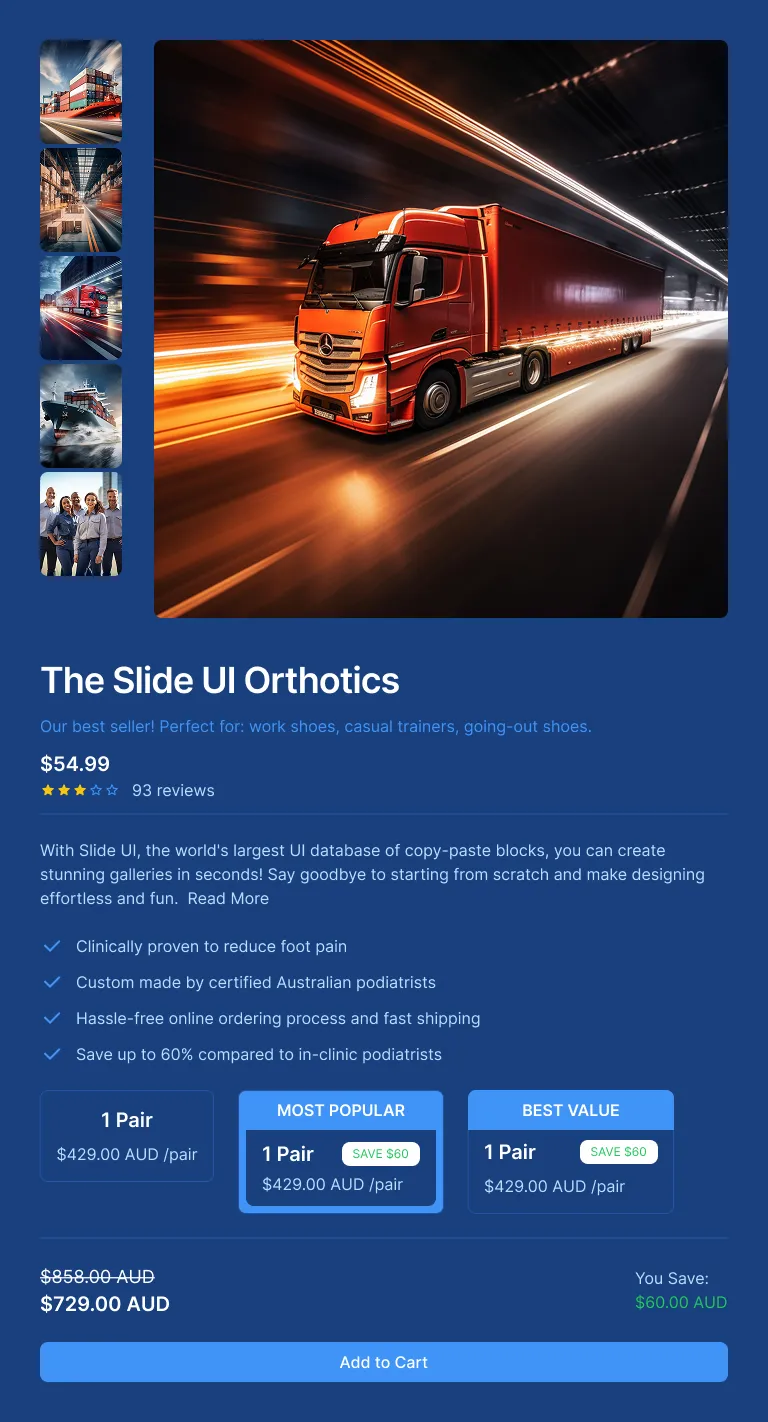 The Slide UI Orthotics
Our best seller! Perfect for: work shoes, casual trainers, going-out shoes.
$54.99
93 reviews
With Slide UI, the world's largest UI database of copy-paste blocks, you can create
stunning galleries in seconds! Say goodbye to starting from scratch and make designing
effortless and fun. Read More
Clinically proven to reduce foot pain
Custom made by certified Australian podiatrists
Hassle-free online ordering process and fast shipping
Save up to 60% compared to in-clinic podiatrists
1 Pair
$429.00 AUD /pair
MOST POPULAR
1 Pair
SAVE $60
$429.00 AUD /pair
BEST VALUE
1 Pair
SAVE $60
$429.00 AUD /pair
$858.00 AUD
$729.00 AUD
You Save:
$60.00 AUD
Add to Cart